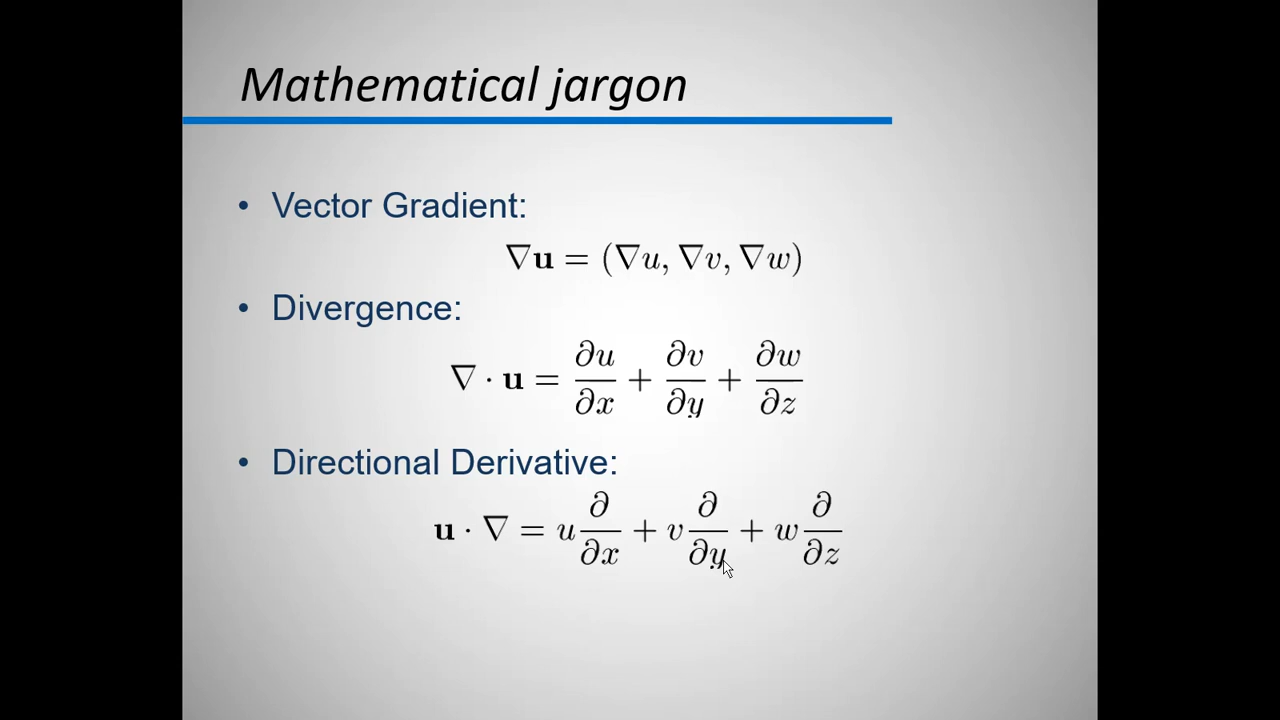 Mathematical jargon
• Vector Gradient:
∇𝐮 = (∇u, ∇v, ∇w)
• Divergence:
∇ · 𝐮 = ∂u/∂x + ∂v/∂y + ∂w/∂z
• Directional Derivative:
𝐮 · ∇ = u ∂/∂x + v ∂/∂y + w ∂/∂z